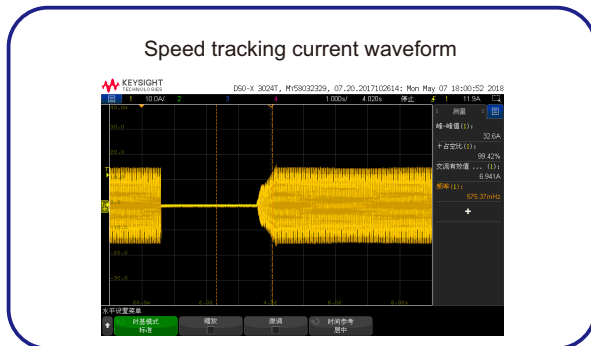 Speed tracking current waveform
KEYSIGHT
TECHNOLOGIES
DSO-X 3024T, MY58032329, 07.20.2017102614: Mon May 07 18:00:52 2018
1 10.0A/ 2 3 4 1.000s/ 4.020s 停止 1 11.9A
测量
峰-峰值(1):
32.6A
+占空比(1):
99.42%
交流有效值 ... (1):
6.941A
频率(1):
575.37mHz
水平设置菜单
时基模式
标准
缩放
微调
时间参考
居中